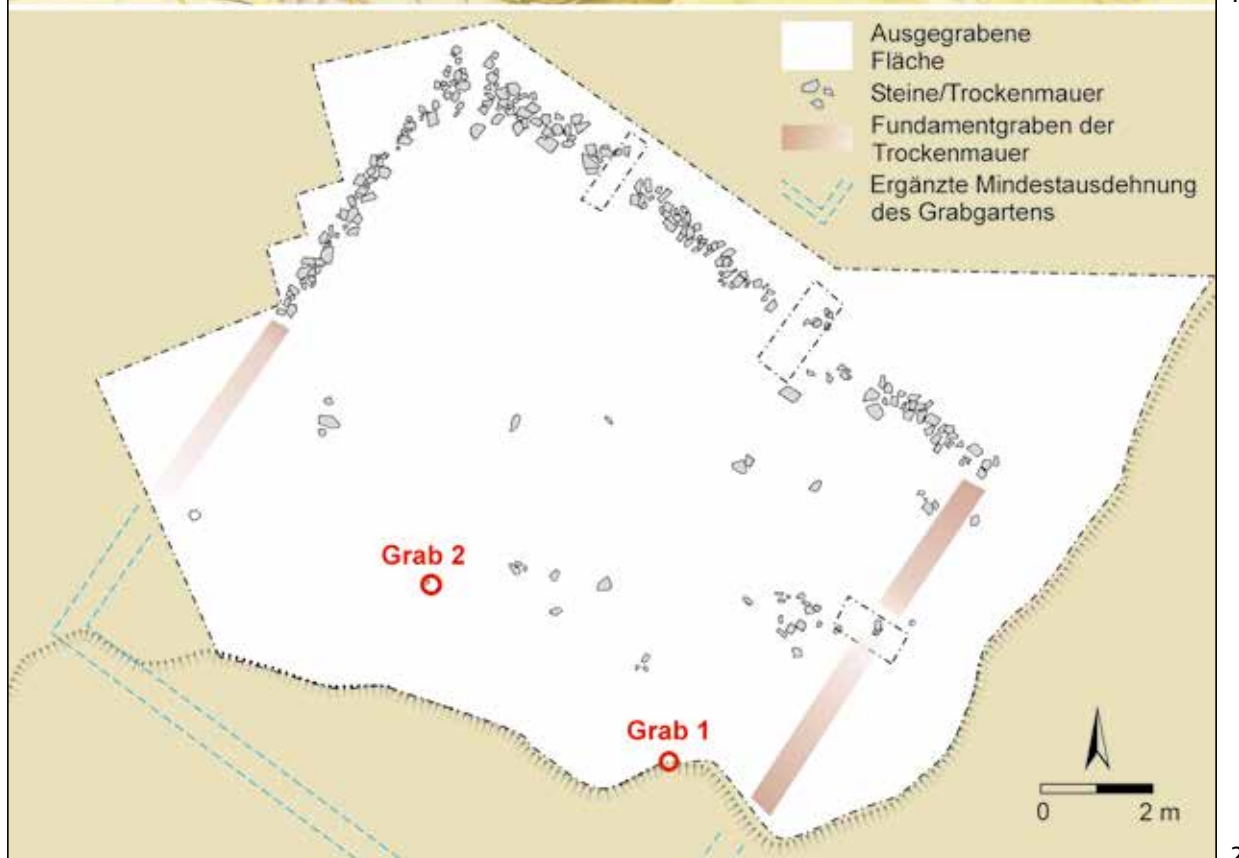 Ausgegrabene
Fläche
Steine/Trockenmauer
Fundamentgraben der
Trockenmauer
Ergänzte Mindestausdehnung
des Grabgartens
Grab 2
Grab 1
0 2 m